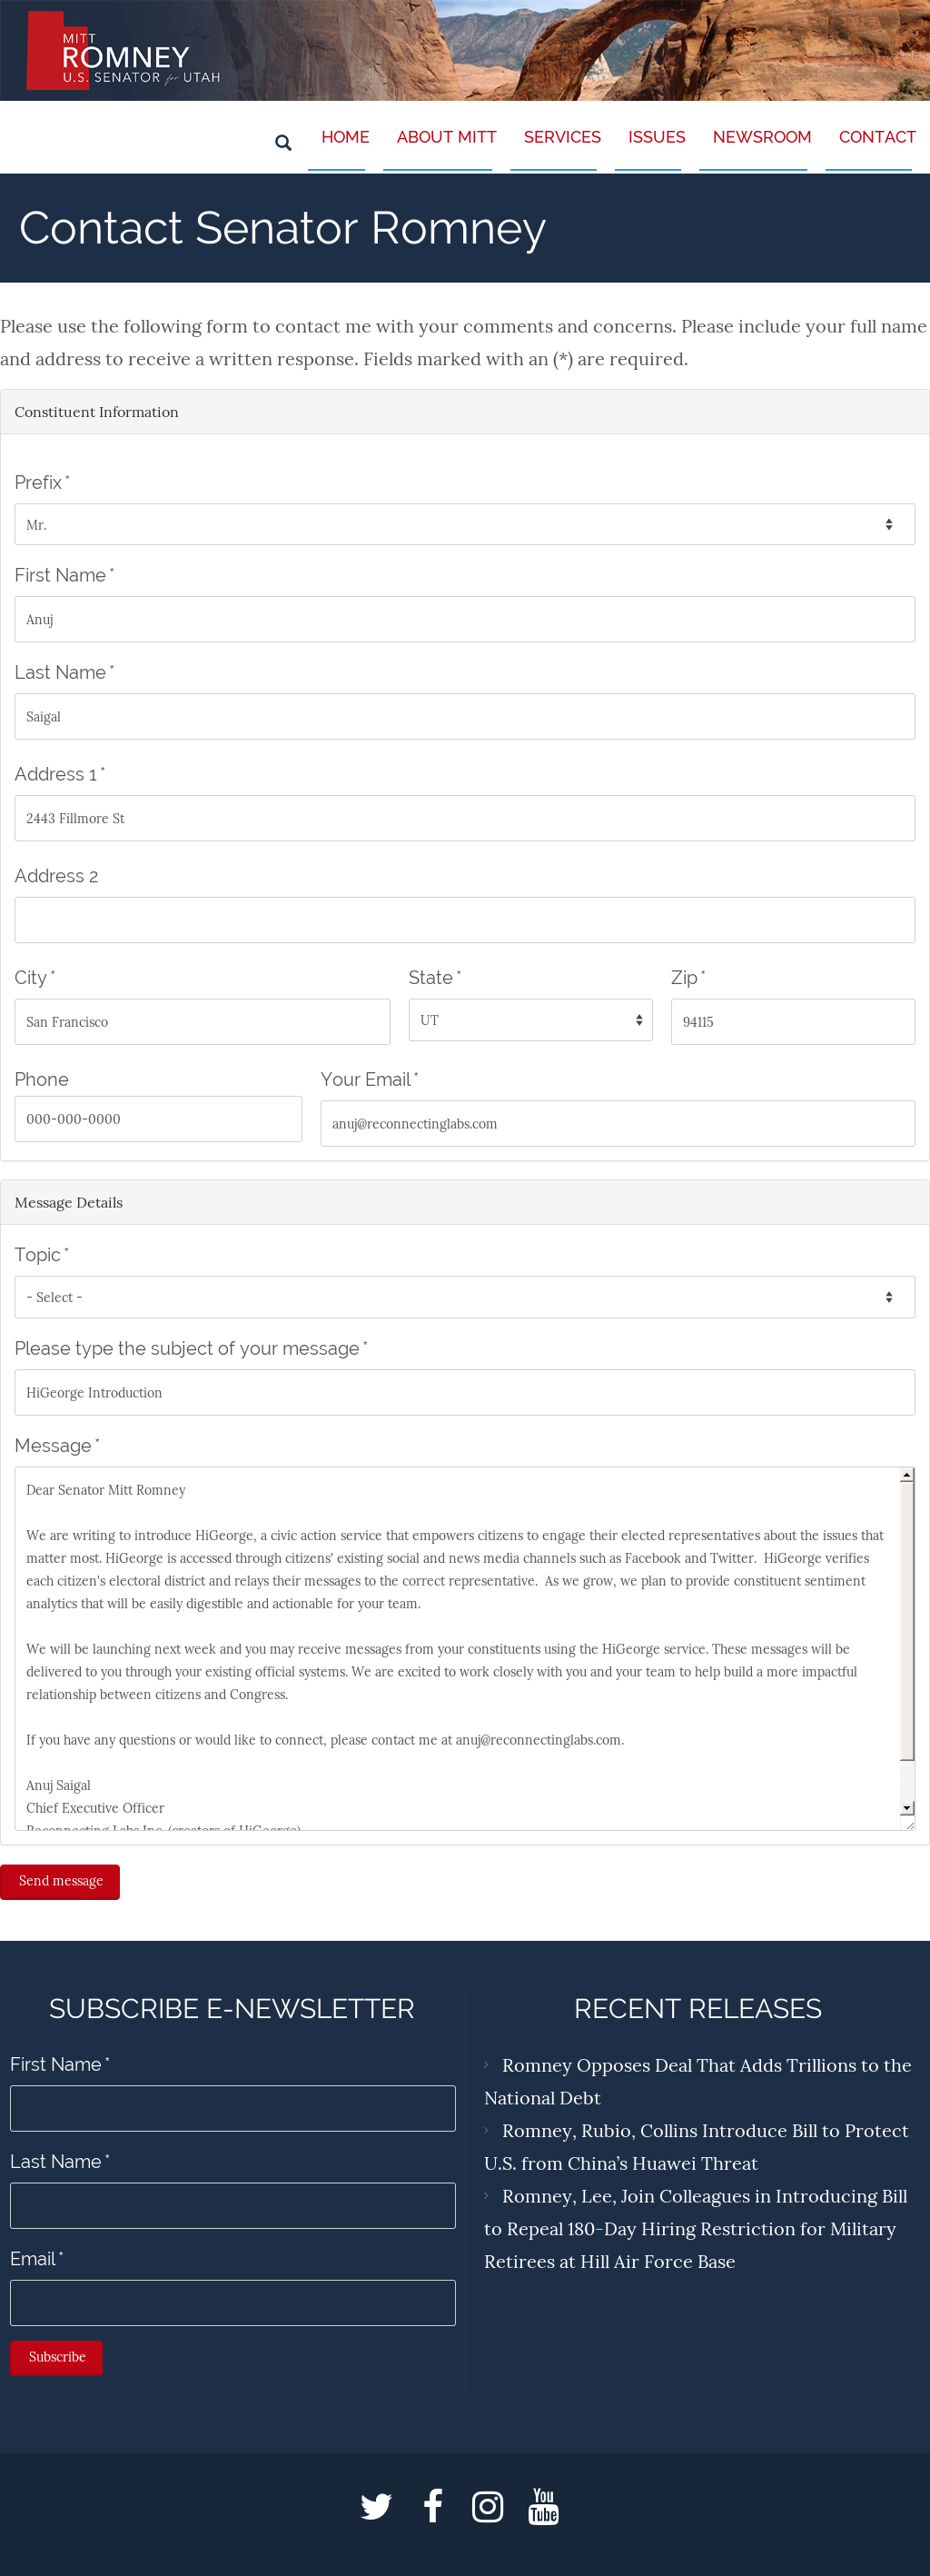 MITT
ROMNEY
U.S. SENATOR for UTAH
HOME ABOUT MITT SERVICES ISSUES NEWSROOM CONTACT
Contact Senator Romney
Please use the following form to contact me with your comments and concerns. Please include your full name
and address to receive a written response. Fields marked with an (*) are required.
Constituent Information
Prefix *
Mr.
First Name *
Anuj
Last Name *
Saigal
Address 1 *
2443 Fillmore St
Address 2
City * State * Zip *
San Francisco UT 94115
Phone Your Email *
000-000-0000 anuj@reconnectinglabs.com
Message Details
Topic *
- Select -
Please type the subject of your message *
HiGeorge Introduction
Message *
Dear Senator Mitt Romney
We are writing to introduce HiGeorge, a civic action service that empowers citizens to engage their elected representatives about the issues that
matter most. HiGeorge is accessed through citizens' existing social and news media channels such as Facebook and Twitter.  HiGeorge verifies
each citizen's electoral district and relays their messages to the correct representative.  As we grow, we plan to provide constituent sentiment
analytics that will be easily digestible and actionable for your team.
We will be launching next week and you may receive messages from your constituents using the HiGeorge service. These messages will be
delivered to you through your existing official systems. We are excited to work closely with you and your team to help build a more impactful
relationship between citizens and Congress.
If you have any questions or would like to connect, please contact me at anuj@reconnectinglabs.com.
Anuj Saigal
Chief Executive Officer
Reconnecting Labs Inc. (creators of HiGeorge)
Send message
SUBSCRIBE E-NEWSLETTER
First Name *
Last Name *
Email *
Subscribe
RECENT RELEASES
Romney Opposes Deal That Adds Trillions to the
National Debt
Romney, Rubio, Collins Introduce Bill to Protect
U.S. from China’s Huawei Threat
Romney, Lee, Join Colleagues in Introducing Bill
to Repeal 180-Day Hiring Restriction for Military
Retirees at Hill Air Force Base
You
Tube